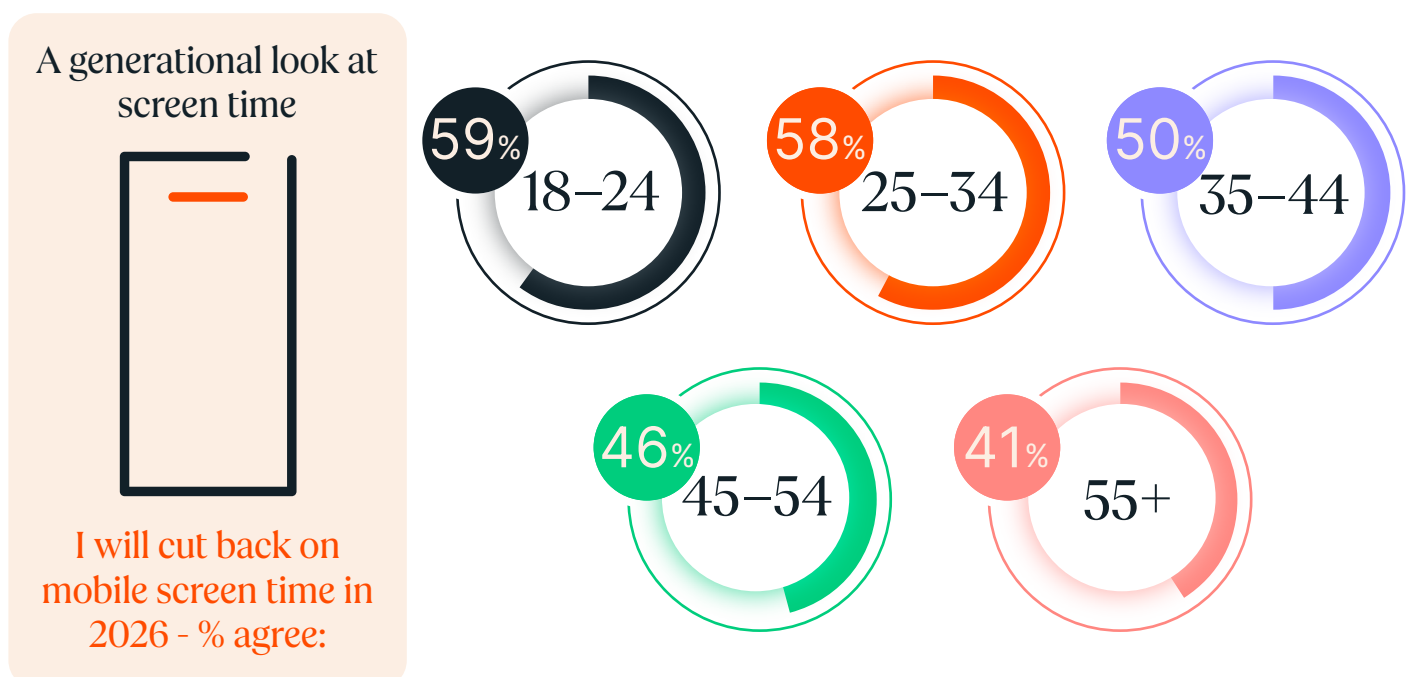 A generational look at
screen time
I will cut back on
mobile screen time in
2026 - % agree:
59%
18–24
58%
25–34
50%
35–44
46%
45–54
41%
55+